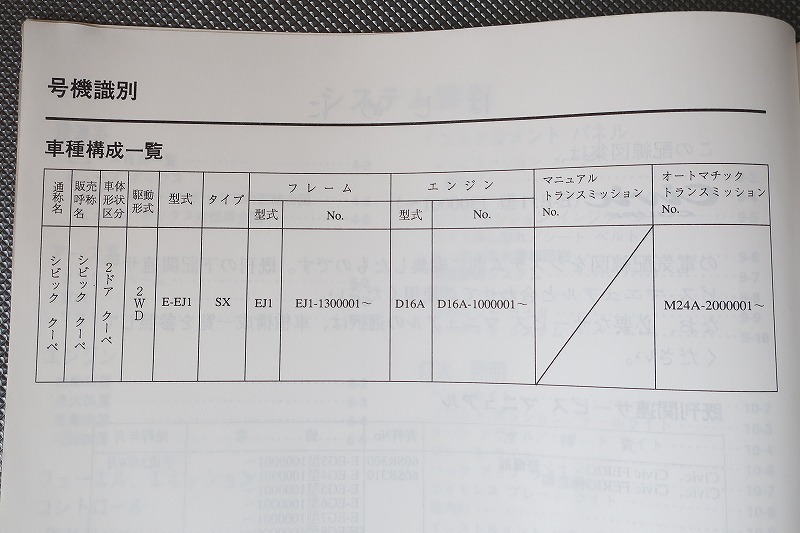 号機識別
車種構成一覧
通称名
販売呼称名
車体形状区分
駆動形式
型式
タイプ
フレーム
エンジン
マニュアル
トランスミッション
No.
オートマチック
トランスミッション
No.
型式
No.
型式
No.
シビック クーペ
シビック クーペ
2ドア クーペ
2WD
E-EJ1
SX
EJ1
EJ1-1300001～
D16A
D16A-1000001～
M24A-2000001～